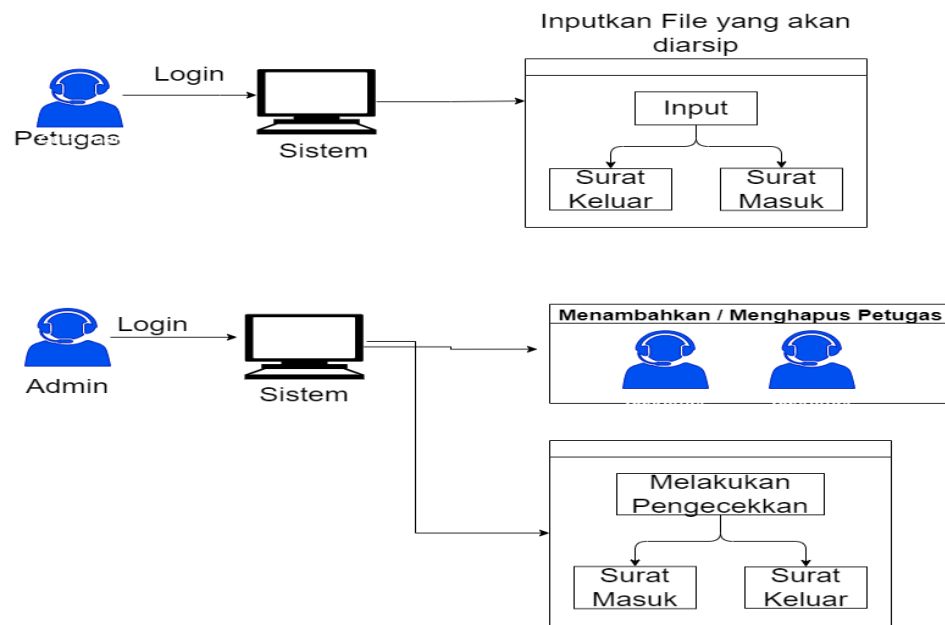 Inputkan File yang akan
diarsip
Login
Petugas
Sistem
Input
Surat
Keluar
Surat
Masuk
Login
Admin
Sistem
Menambahkan / Menghapus Petugas
Melakukan
Pengecekkan
Surat
Masuk
Surat
Keluar